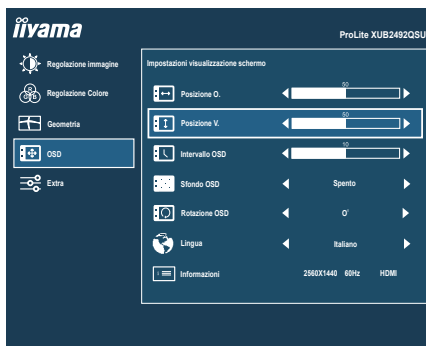 iiyama
ProLite XUB2492QSU
Regolazione immagine
Regolazione Colore
Geometria
OSD
Extra
Impostazioni visualizzazione schermo
Posizione O. 50
Posizione V. 50
Intervallo OSD 10
Sfondo OSD Spento
Rotazione OSD O°
Lingua Italiano
Informazioni 2560X1440 60Hz HDMI